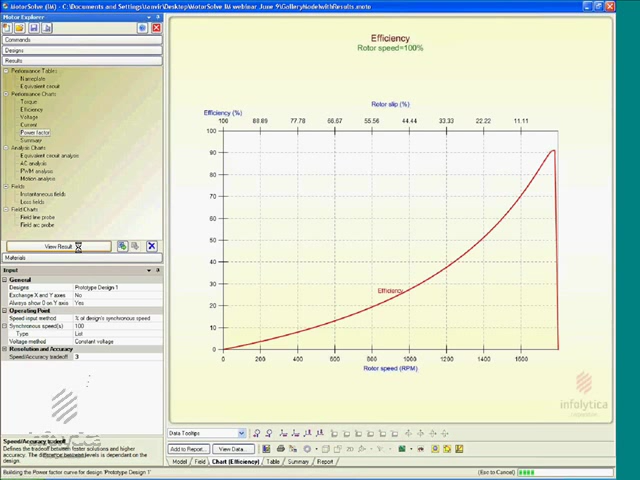 MotorSolve (IM) - C:\Documents and Settings\tanvir\Desktop\MotorSolve IM webinar June 9\GalleryModelwithResults.moto
Motor Explorer
Commands
Designs
Results
Performance Tables
Nameplate
Equivalent circuit
Performance Charts
Torque
Efficiency
Voltage
Current
Power factor
Summary
Analysis Charts
Equivalent circuit analysis
AC analysis
PWM analysis
Motion analysis
Fields
Instantaneous fields
Loss fields
Field Charts
Field line probe
Field arc probe
View Result
Materials
Input
General
Designs Prototype Design 1
Exchange X and Y axes No
Always show 0 on Y axis Yes
Operating Point
Speed input method % of design's synchronous speed
Synchronous speed(s) 100
Type List
Voltage method Constant voltage
Resolution and Accuracy
Speed/Accuracy tradeoff 3
Speed/Accuracy tradeoff
Defines the tradeoff between faster solutions and higher
accuracy. The difference between levels is dependent on the
design.
Building the Power factor curve for design 'Prototype Design 1'
(Esc to Cancel)
Efficiency
Rotor speed=100%
Rotor slip (%)
Efficiency (%)
100 88.89 77.78 66.67 55.56 44.44 33.33 22.22 11.11
100
90
80
70
60
50
40
30
20
10
0
Efficiency
0 200 400 600 800 1000 1200 1400 1600
Rotor speed (RPM)
infolytica
corporation
Data Tooltips
Add to Report...
View Data...
Model Field Chart (Efficiency) Table Summary Report